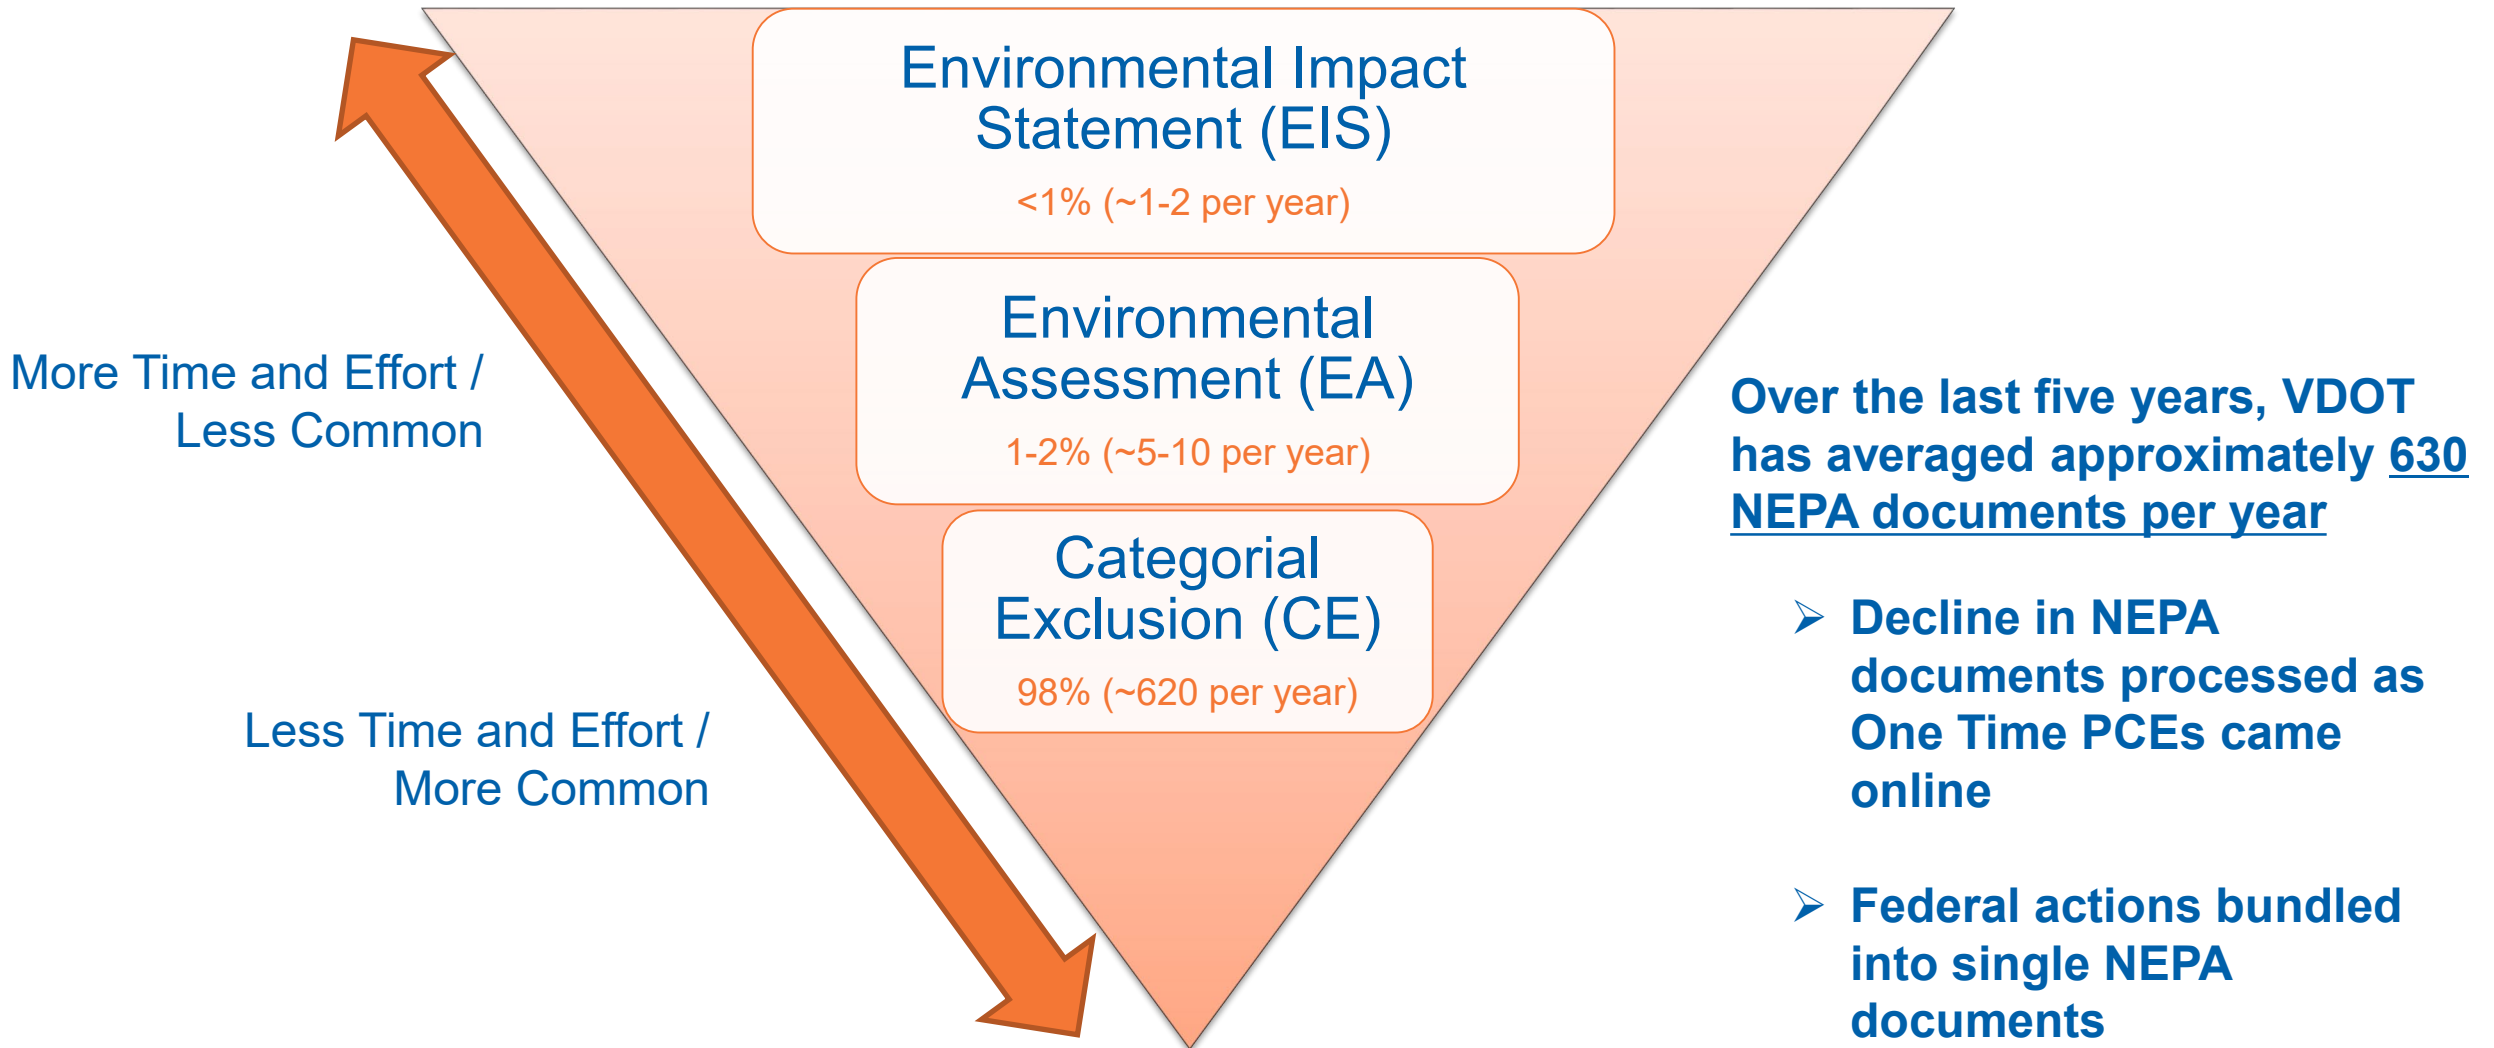 Environmental Impact
Statement (EIS)
<1% (~1-2 per year)
Environmental
Assessment (EA)
1-2% (~5-10 per year)
Categorial
Exclusion (CE)
98% (~620 per year)
More Time and Effort /
Less Common
Less Time and Effort /
More Common
Over the last five years, VDOT
has averaged approximately 630
NEPA documents per year
➢ Decline in NEPA
documents processed as
One Time PCEs came
online
➢ Federal actions bundled
into single NEPA
documents